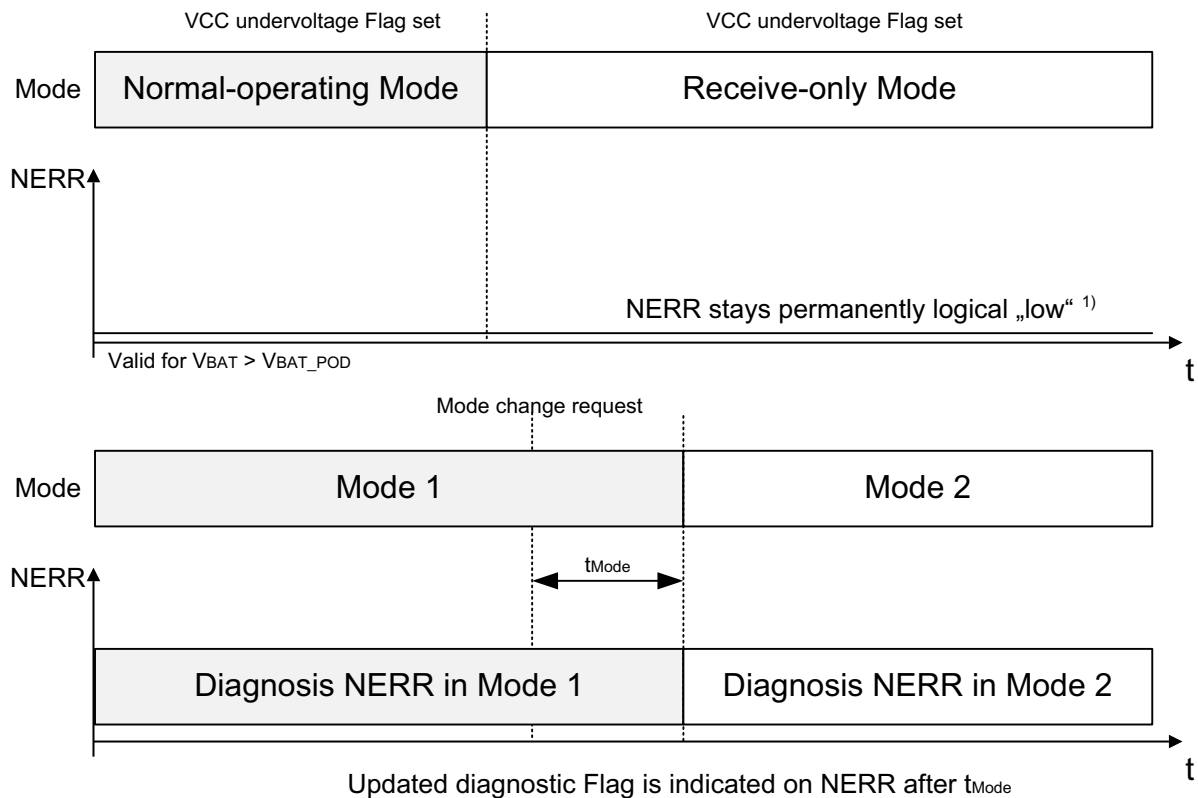 VCC undervoltage Flag set VCC undervoltage Flag set
Mode Normal-operating Mode Receive-only Mode
NERR
NERR stays permanently logical „low“ 1)
Valid for VBAT > VBAT_POD
t
Mode change request
Mode Mode 1 Mode 2
NERR tMode
Diagnosis NERR in Mode 1 Diagnosis NERR in Mode 2
t
Updated diagnostic Flag is indicated on NERR after tMode